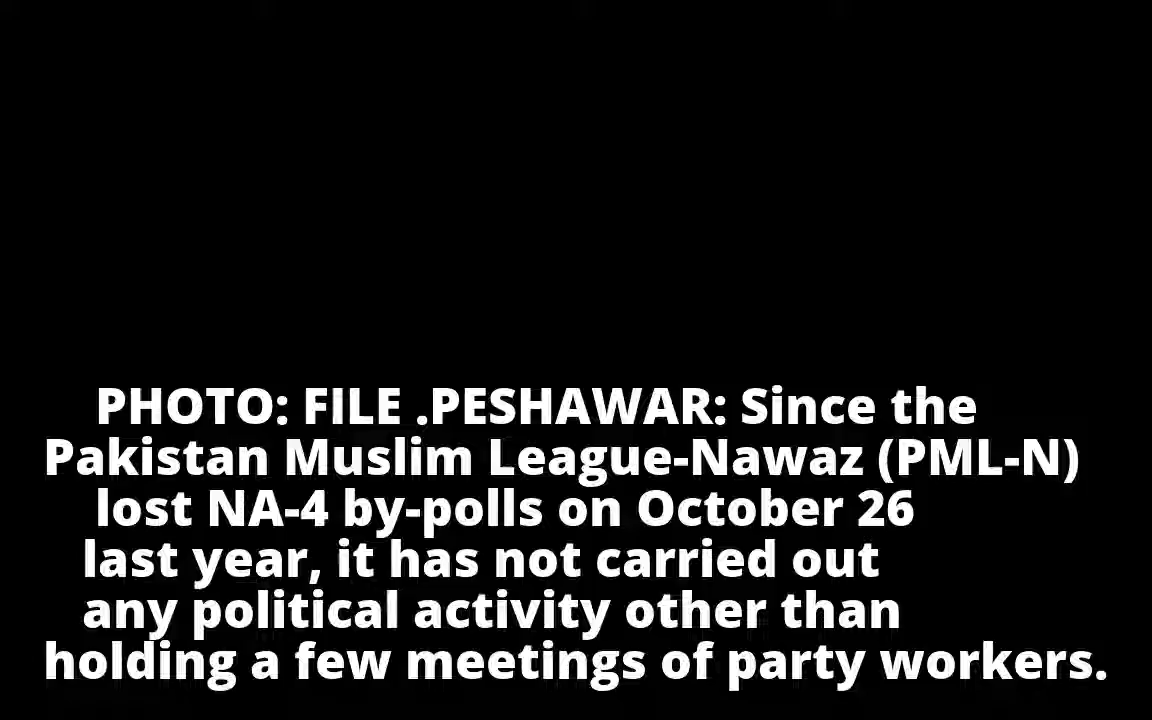 PHOTO: FILE .PESHAWAR: Since the
Pakistan Muslim League-Nawaz (PML-N)
lost NA-4 by-polls on October 26
last year, it has not carried out
any political activity other than
holding a few meetings of party workers.